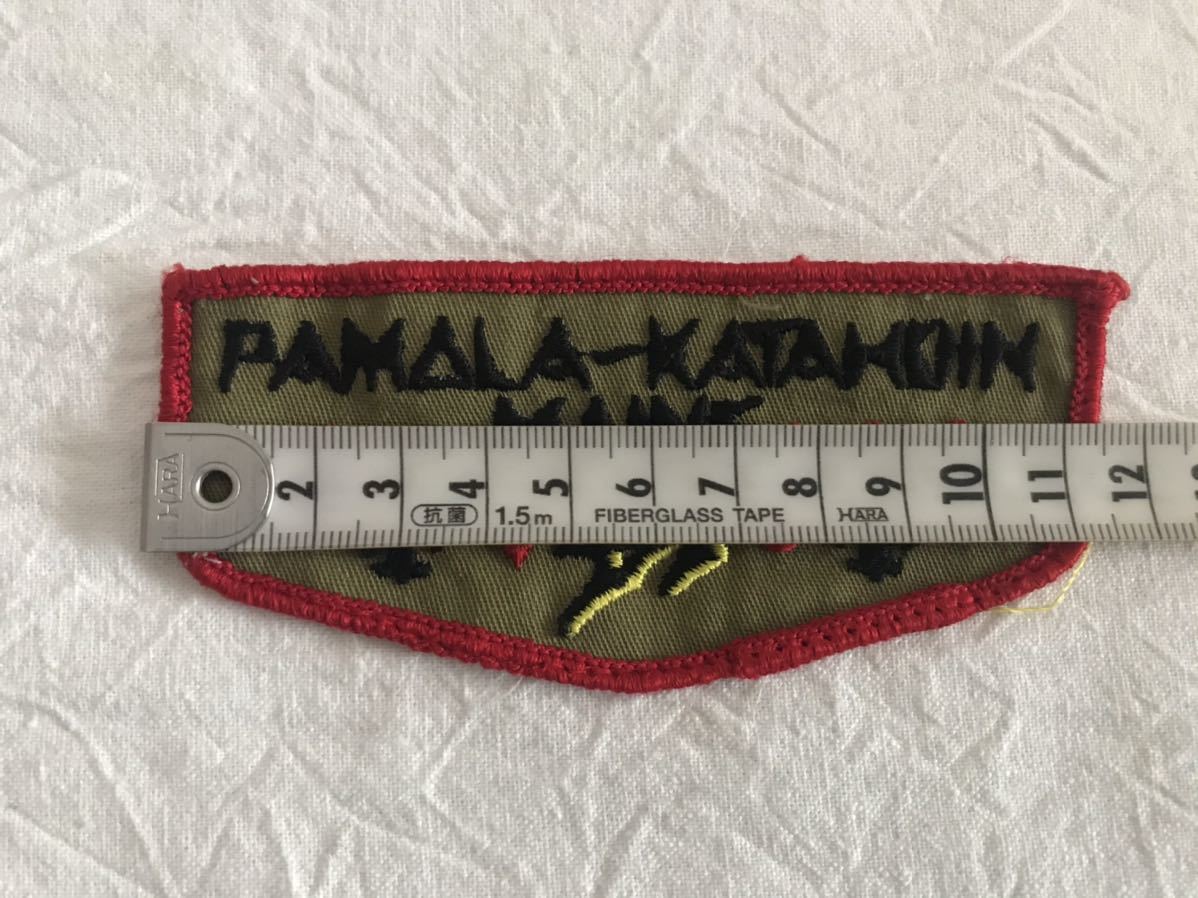 PAMOLA-KATAHDIN
MAINE
HARA 2 3 4 5 6 7 8 9 10 11 12
抗菌 1.5m FIBERGLASS TAPE HARA